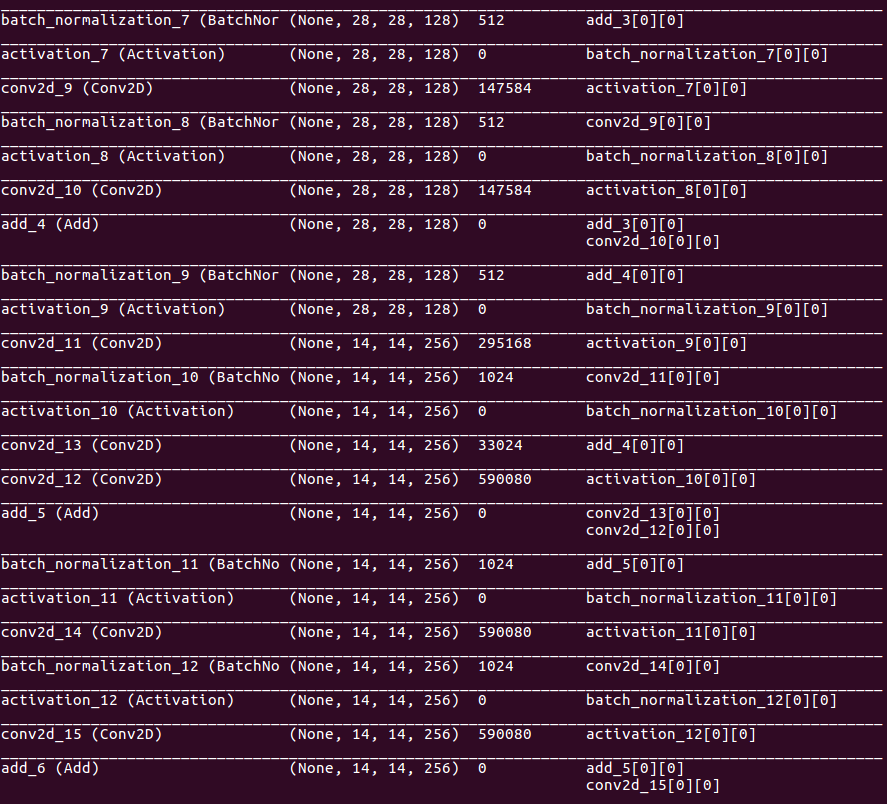 batch_normalization_7 (BatchNor (None, 28, 28, 128)  512         add_3[0][0]
activation_7 (Activation)       (None, 28, 28, 128)  0           batch_normalization_7[0][0]
conv2d_9 (Conv2D)               (None, 28, 28, 128)  147584      activation_7[0][0]
batch_normalization_8 (BatchNor (None, 28, 28, 128)  512         conv2d_9[0][0]
activation_8 (Activation)       (None, 28, 28, 128)  0           batch_normalization_8[0][0]
conv2d_10 (Conv2D)              (None, 28, 28, 128)  147584      activation_8[0][0]
add_4 (Add)                     (None, 28, 28, 128)  0           add_3[0][0]
                                                                 conv2d_10[0][0]
batch_normalization_9 (BatchNor (None, 28, 28, 128)  512         add_4[0][0]
activation_9 (Activation)       (None, 28, 28, 128)  0           batch_normalization_9[0][0]
conv2d_11 (Conv2D)              (None, 14, 14, 256)  295168      activation_9[0][0]
batch_normalization_10 (BatchNo (None, 14, 14, 256)  1024        conv2d_11[0][0]
activation_10 (Activation)      (None, 14, 14, 256)  0           batch_normalization_10[0][0]
conv2d_13 (Conv2D)              (None, 14, 14, 256)  33024       add_4[0][0]
conv2d_12 (Conv2D)              (None, 14, 14, 256)  590080      activation_10[0][0]
add_5 (Add)                     (None, 14, 14, 256)  0           conv2d_13[0][0]
                                                                 conv2d_12[0][0]
batch_normalization_11 (BatchNo (None, 14, 14, 256)  1024        add_5[0][0]
activation_11 (Activation)      (None, 14, 14, 256)  0           batch_normalization_11[0][0]
conv2d_14 (Conv2D)              (None, 14, 14, 256)  590080      activation_11[0][0]
batch_normalization_12 (BatchNo (None, 14, 14, 256)  1024        conv2d_14[0][0]
activation_12 (Activation)      (None, 14, 14, 256)  0           batch_normalization_12[0][0]
conv2d_15 (Conv2D)              (None, 14, 14, 256)  590080      activation_12[0][0]
add_6 (Add)                     (None, 14, 14, 256)  0           add_5[0][0]
                                                                 conv2d_15[0][0]